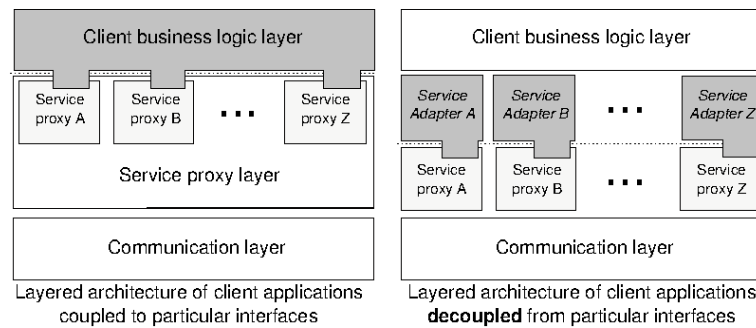 Client business logic layer
Service proxy A
Service proxy B
...
Service proxy Z
Service proxy layer
Communication layer
Layered architecture of client applications
coupled to particular interfaces
Client business logic layer
Service Adapter A
Service Adapter B
...
Service Adapter Z
Service proxy A
Service proxy B
...
Service proxy Z
Communication layer
Layered architecture of client applications
decoupled from particular interfaces